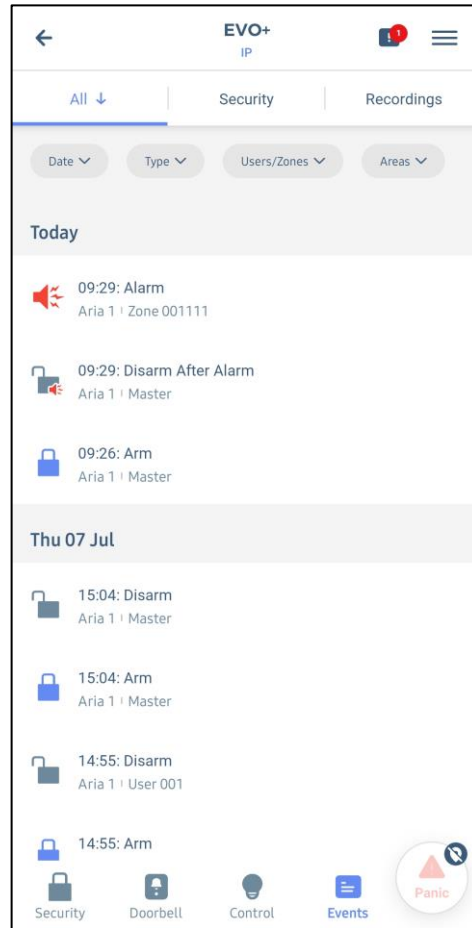 EVO+
IP
!
1
All ↓
Security
Recordings
Date
Type
Users/Zones
Areas
Today
09:29: Alarm
Aria 1 | Zone 001111
09:29: Disarm After Alarm
Aria 1 | Master
09:26: Arm
Aria 1 | Master
Thu 07 Jul
15:04: Disarm
Aria 1 | Master
15:04: Arm
Aria 1 | Master
14:55: Disarm
Aria 1 | User 001
14:55: Arm
Security
Doorbell
Control
Events
Panic